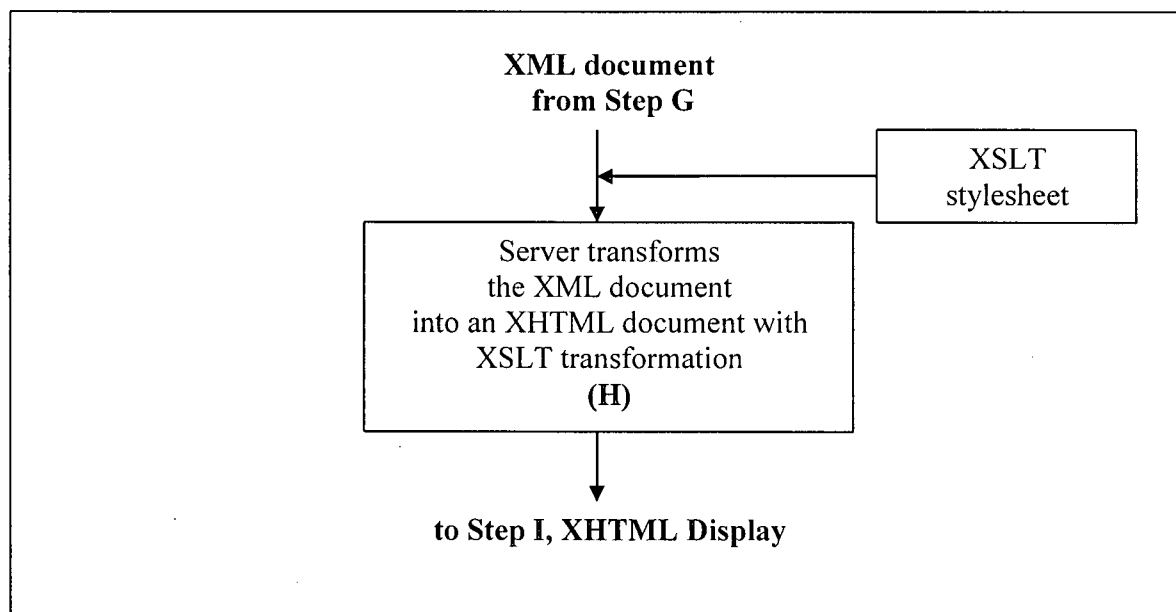 XML document
from Step G
XSLT
stylesheet
Server transforms
the XML document
into an XHTML document with
XSLT transformation
(H)
to Step I, XHTML Display